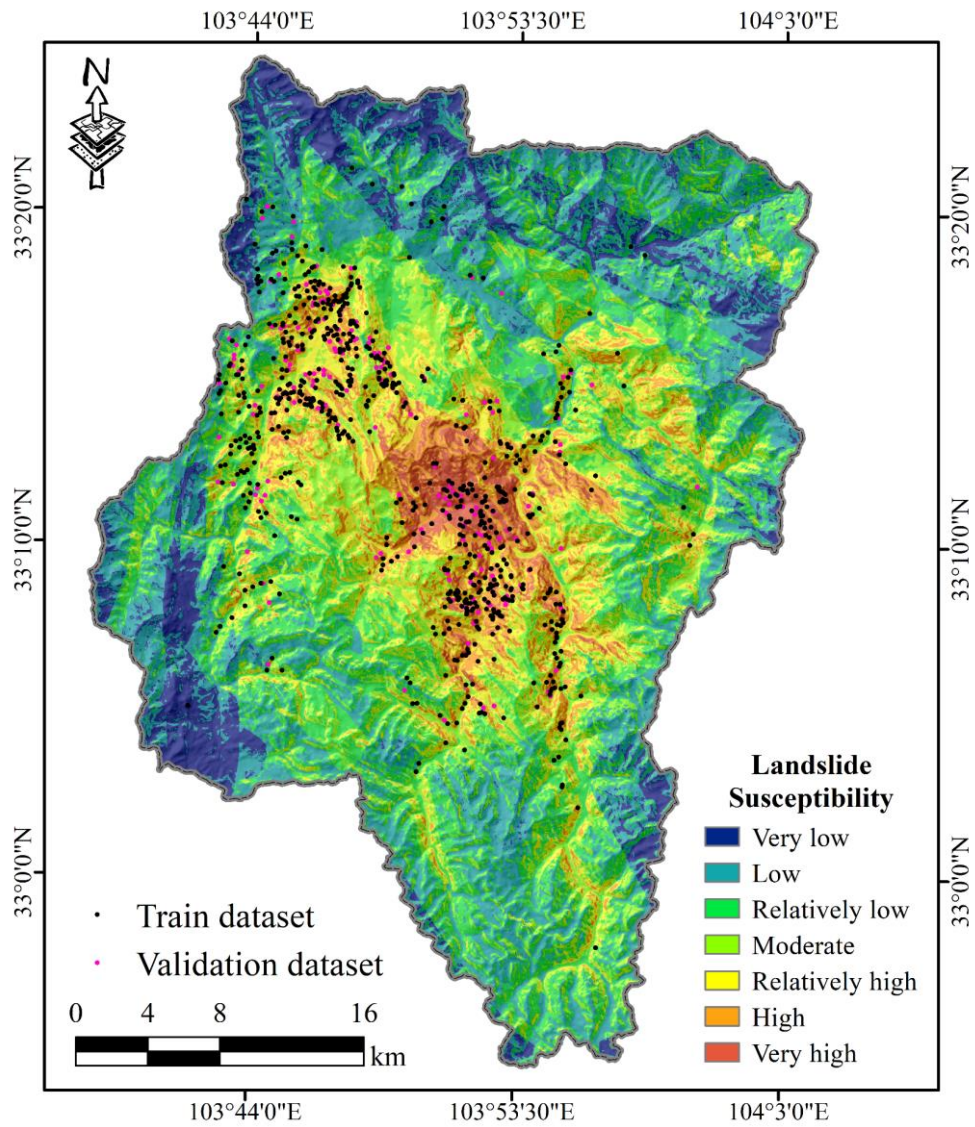 103°44'0"E 103°53'30"E 104°3'0"E
N
33°20'0"N 33°20'0"N
33°10'0"N 33°10'0"N
33°0'0"N 33°0'0"N
Landslide
Susceptibility
Very low
Low
Relatively low
Moderate
Relatively high
High
Very high
Train dataset
Validation dataset
0 4 8 16
km
103°44'0"E 103°53'30"E 104°3'0"E